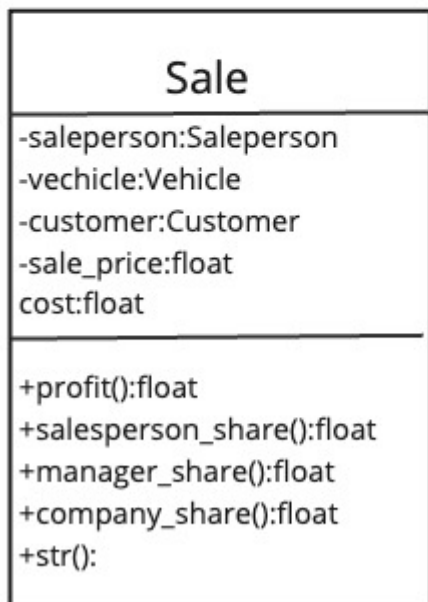 Sale
-saleperson:Saleperson
-vechicle:Vehicle
-customer:Customer
-sale_price:float
cost:float
+profit():float
+salesperson_share():float
+manager_share():float
+company_share():float
+str():